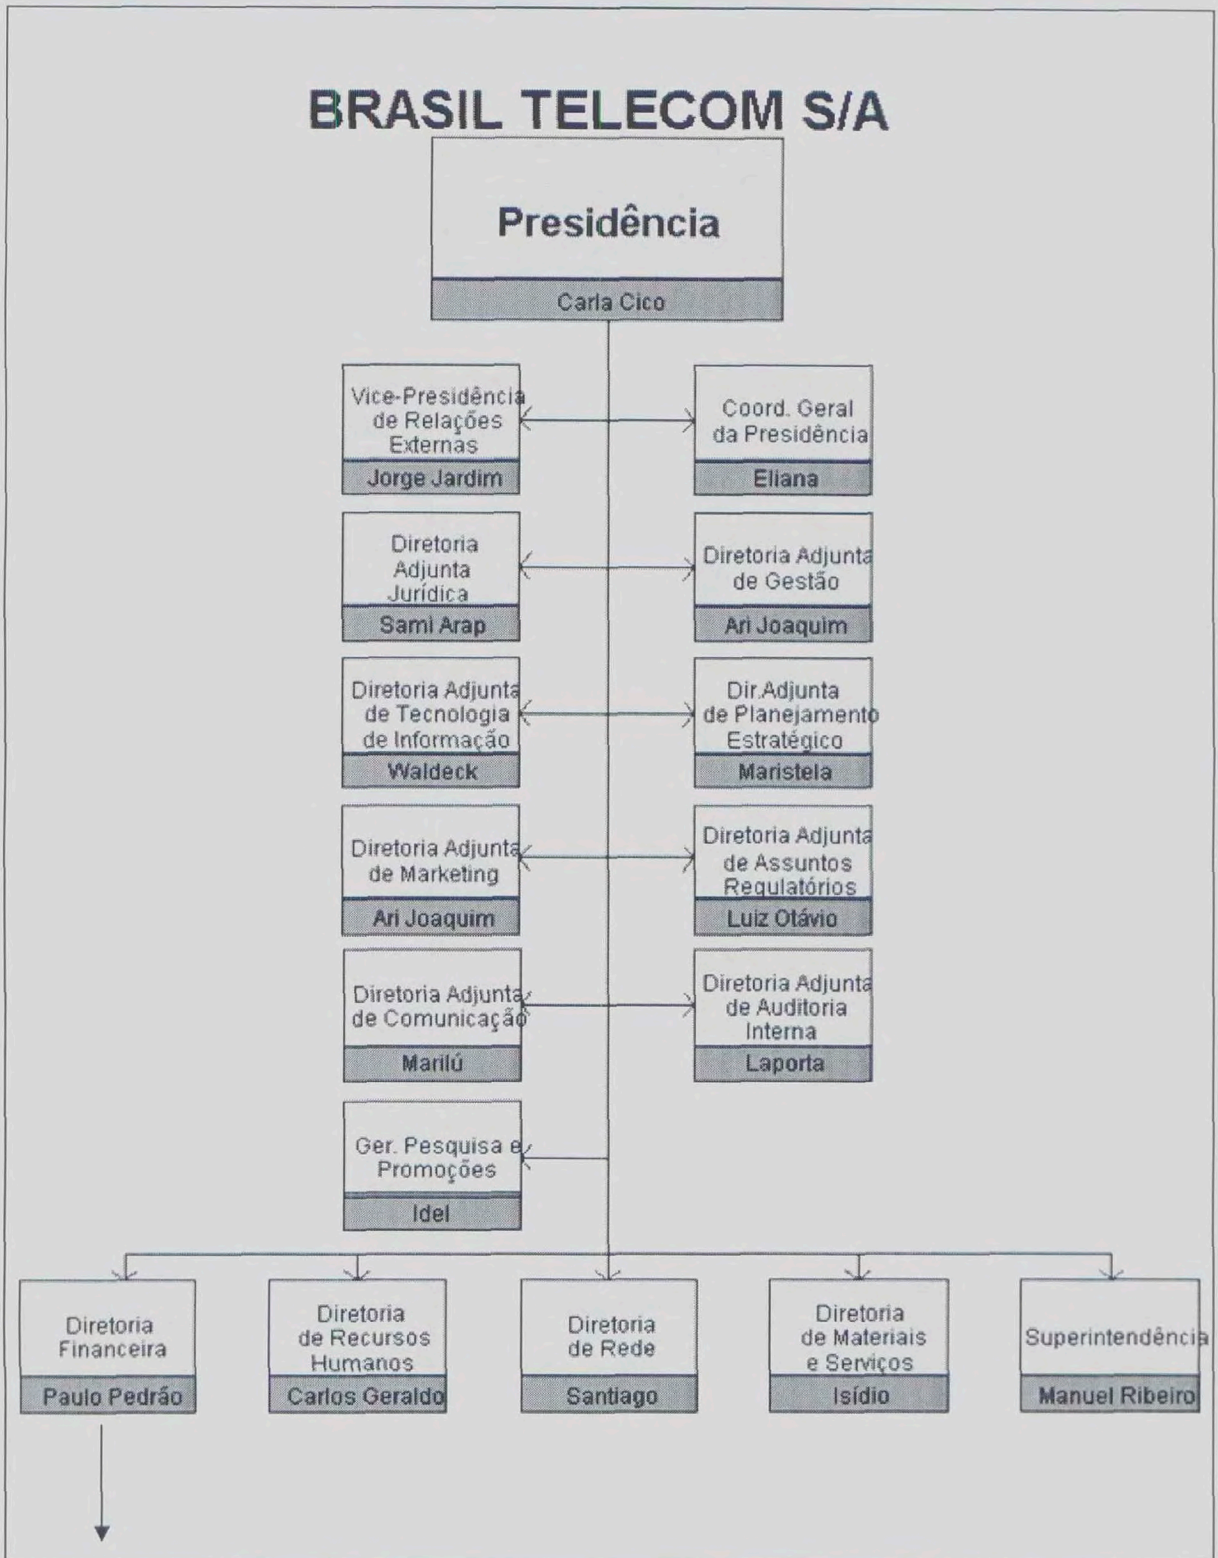 BRASIL TELECOM S/A
Presidência
Carla Cico
Vice-Presidência
de Relações
Externas
Jorge Jardim
Coord. Geral
da Presidência
Eliana
Diretoria
Adjunta
Jurídica
Sami Arap
Diretoria Adjunta
de Gestão
Ari Joaquim
Diretoria Adjunta
de Tecnologia
de Informação
Waldeck
Dir.Adjunta
de Planejamento
Estratégico
Maristela
Diretoria Adjunta
de Marketing
Ari Joaquim
Diretoria Adjunta
de Assuntos
Regulatórios
Luiz Otávio
Diretoria Adjunta
de Comunicação
Marilú
Diretoria Adjunta
de Auditoria
Interna
Laporta
Ger. Pesquisa e
Promoções
Idel
Diretoria
Financeira
Paulo Pedrão
Diretoria
de Recursos
Humanos
Carlos Geraldo
Diretoria
de Rede
Santiago
Diretoria
de Materiais
e Serviços
Isídio
Superintendência
Manuel Ribeiro